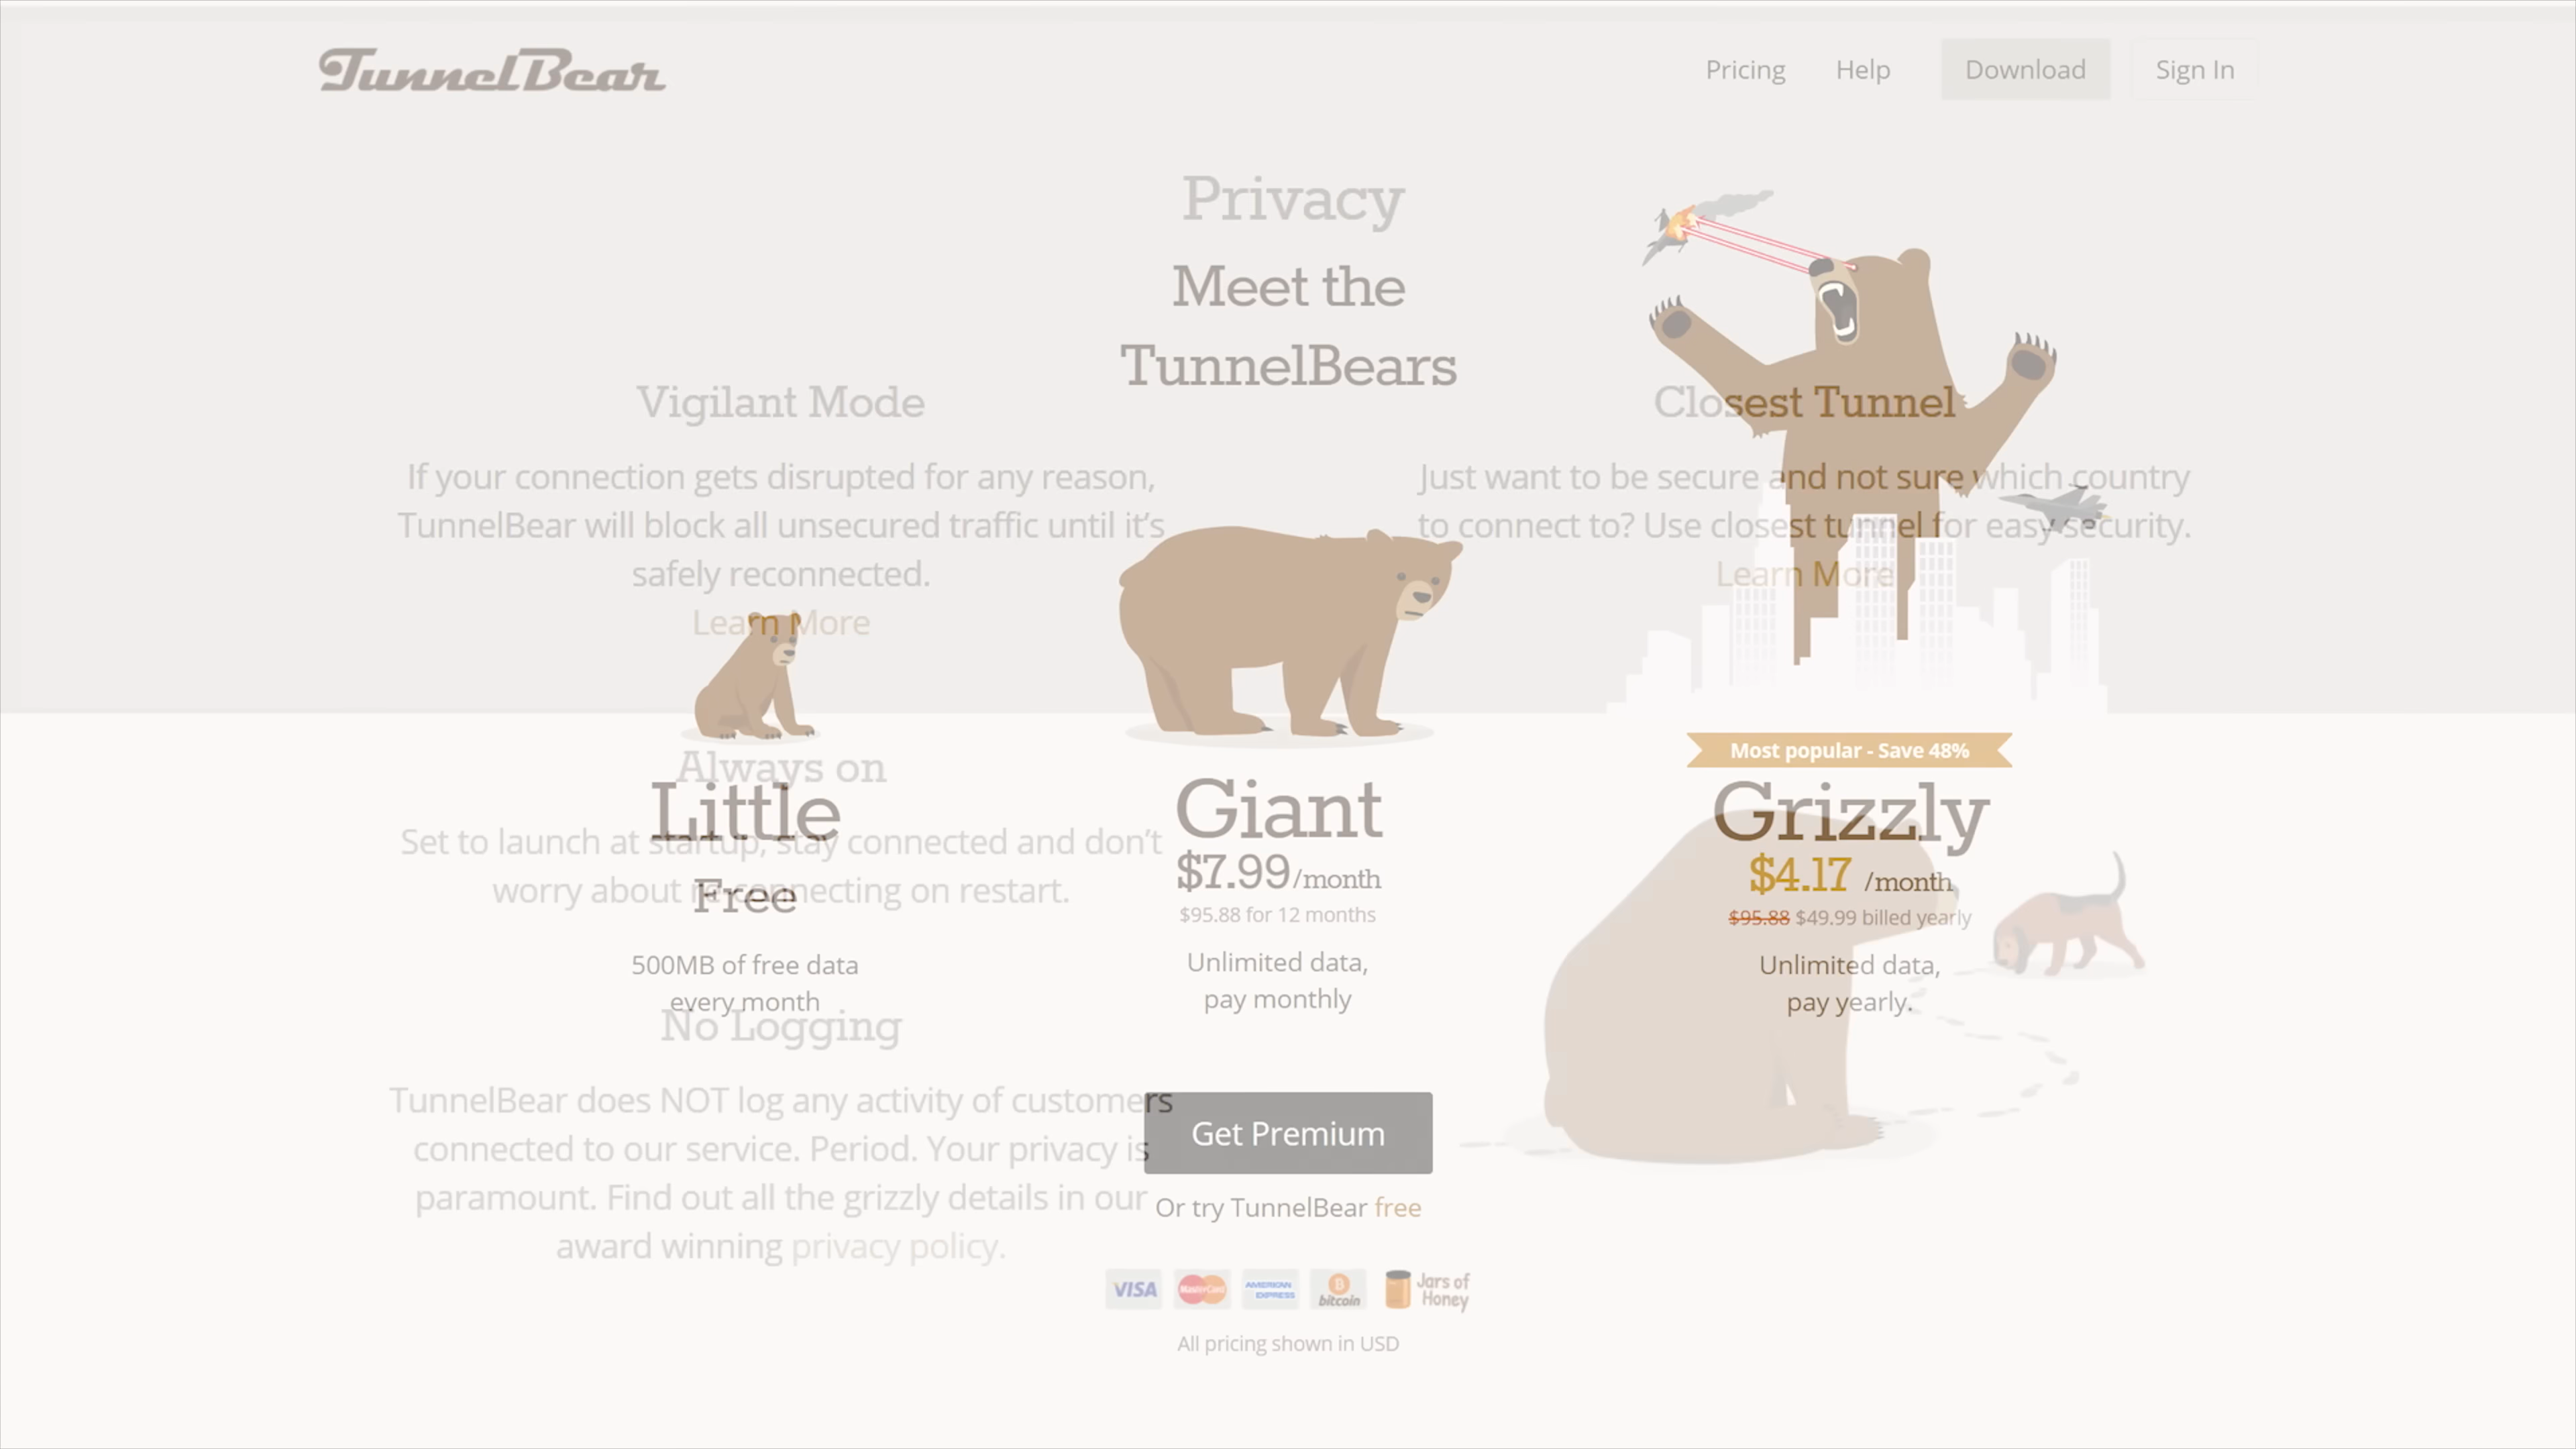 TunnelBear
Pricing
Help
Download
Sign In
Privacy
Meet the
TunnelBears
Vigilant Mode
If your connection gets disrupted for any reason,
TunnelBear will block all unsecured traffic until it's
safely reconnected.
Learn More
Closest Tunnel
Just want to be secure and not sure which country
to connect to? Use closest tunnel for easy security.
Learn More
Always on
Set to launch at startup, stay connected and don't
worry about re-connecting on restart.
No Logging
TunnelBear does NOT log any activity of customers
connected to our service. Period. Your privacy is
paramount. Find out all the grizzly details in our
award winning privacy policy.
Little
Free
500MB of free data
every month
Giant
$7.99/month
$95.88 for 12 months
Unlimited data,
pay monthly
Most popular - Save 48%
Grizzly
$4.17 /month
$95.88 $49.99 billed yearly
Unlimited data,
pay yearly.
Get Premium
Or try TunnelBear free
VISA
MasterCard
AMERICAN
EXPRESS
bitcoin
Jars of
Honey
All pricing shown in USD